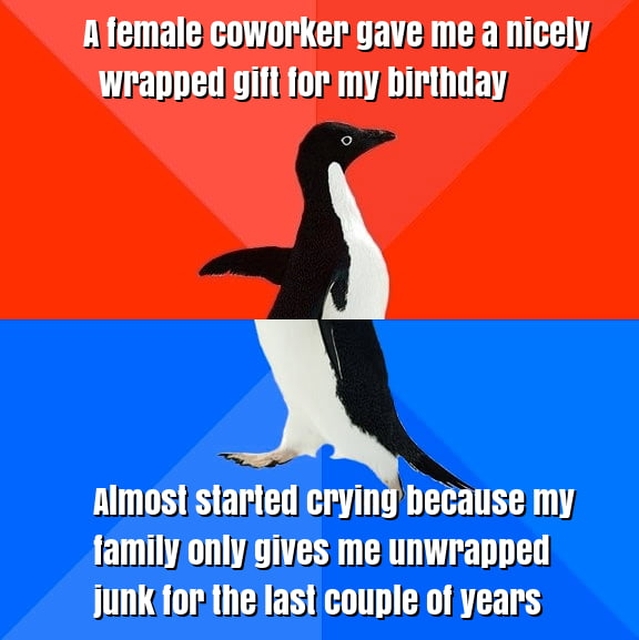 A female coworker gave me a nicely
wrapped gift for my birthday
Almost started crying because my
family only gives me unwrapped
junk for the last couple of years